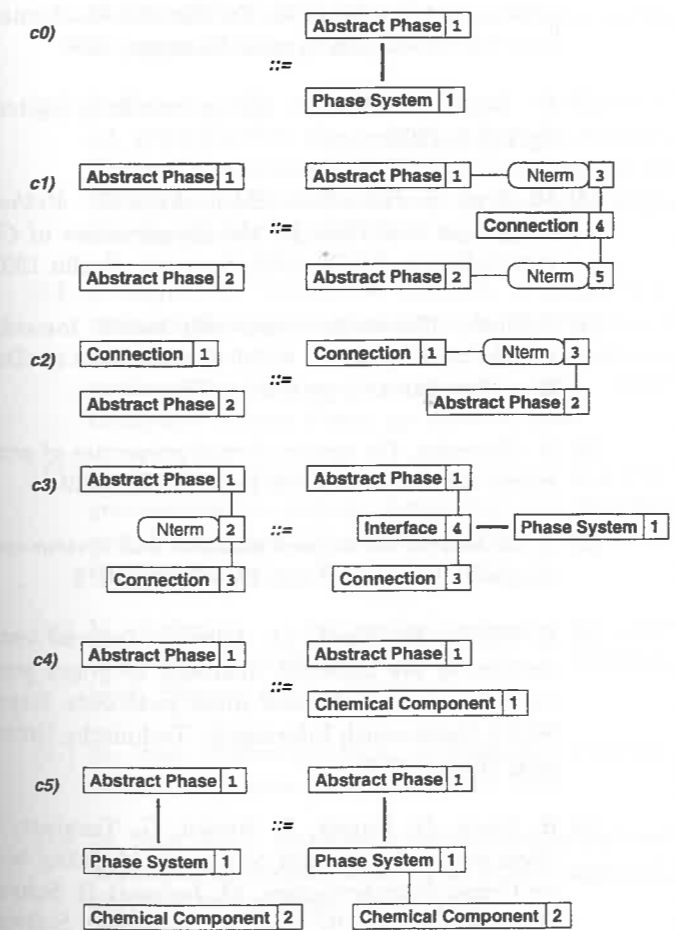 c0) Abstract Phase 1
::=
Phase System 1
c1) Abstract Phase 1 Abstract Phase 1 Nterm 3
::= Connection 4
Abstract Phase 2 Abstract Phase 2 Nterm 5
c2) Connection 1 Connection 1 Nterm 3
::=
Abstract Phase 2 Abstract Phase 2
c3) Abstract Phase 1 Abstract Phase 1
Nterm 2 ::= Interface 4 Phase System 1
Connection 3 Connection 3
c4) Abstract Phase 1 Abstract Phase 1
::=
Chemical Component 1
c5) Abstract Phase 1 Abstract Phase 1
::=
Phase System 1 Phase System 1
Chemical Component 2 Chemical Component 2